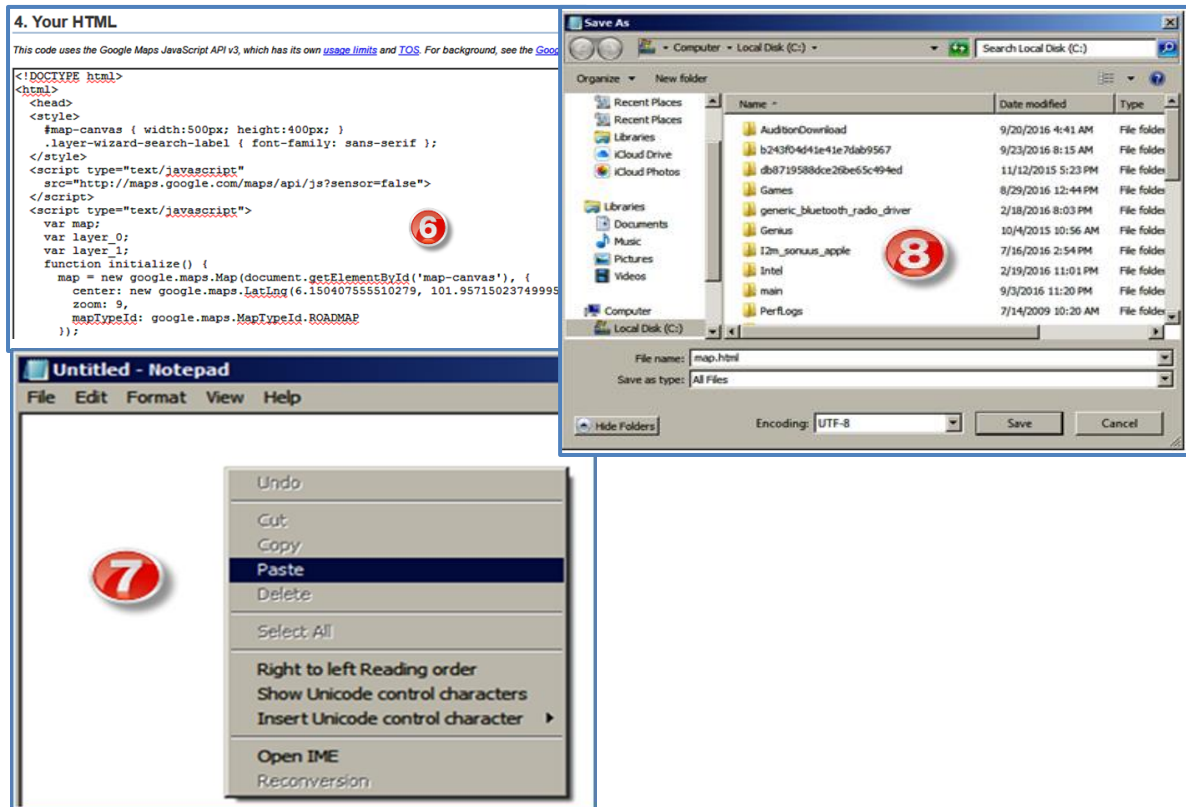 4. Your HTML
This code uses the Google Maps JavaScript API v3, which has its own usage limits and TOS. For background, see the Goog
<!DOCTYPE html>
<html>
<head>
<style>
#map-canvas { width:500px; height:400px; }
.layer-wizard-search-label { font-family: sans-serif };
</style>
<script type="text/javascript"
src="http://maps.google.com/maps/api/js?sensor=false">
</script>
<script type="text/javascript">
var map;
var layer_0;
var layer_1;
function initialize() {
map = new google.maps.Map(document.getElementById('map-canvas'), {
center: new google.maps.LatLng(6.150407555510279, 101.95715023749995
zoom: 9,
mapTypeId: google.maps.MapTypeId.ROADMAP
});
6
Save As
Computer Local Disk (C:)
Search Local Disk (C:)
Organize New folder
Recent Places
Recent Places
Libraries
iCloud Drive
iCloud Photos
Libraries
Documents
Music
Pictures
Videos
Computer
Local Disk (C:)
Name Date modified Type
AuditionDownload 9/20/2016 4:41 AM File folder
b243f04d41e41e7dab9567 9/23/2016 8:15 AM File folder
db8719588dce26be65c494ed 11/12/2015 5:23 PM File folder
Games 8/29/2016 12:44 PM File folder
generic_bluetooth_radio_driver 2/18/2016 8:03 PM File folder
Genius 10/4/2015 10:56 AM File folder
I2m_sonuus_apple 7/16/2016 2:54 PM File folder
Intel 2/19/2016 11:01 PM File folder
main 9/3/2016 11:20 PM File folder
PerfLogs 7/14/2009 10:20 AM File folder
8
File name: map.html
Save as type: All Files
Hide Folders Encoding: UTF-8 Save Cancel
Untitled - Notepad
File Edit Format View Help
7
Undo
Cut
Copy
Paste
Delete
Select All
Right to left Reading order
Show Unicode control characters
Insert Unicode control character
Open IME
Reconversion